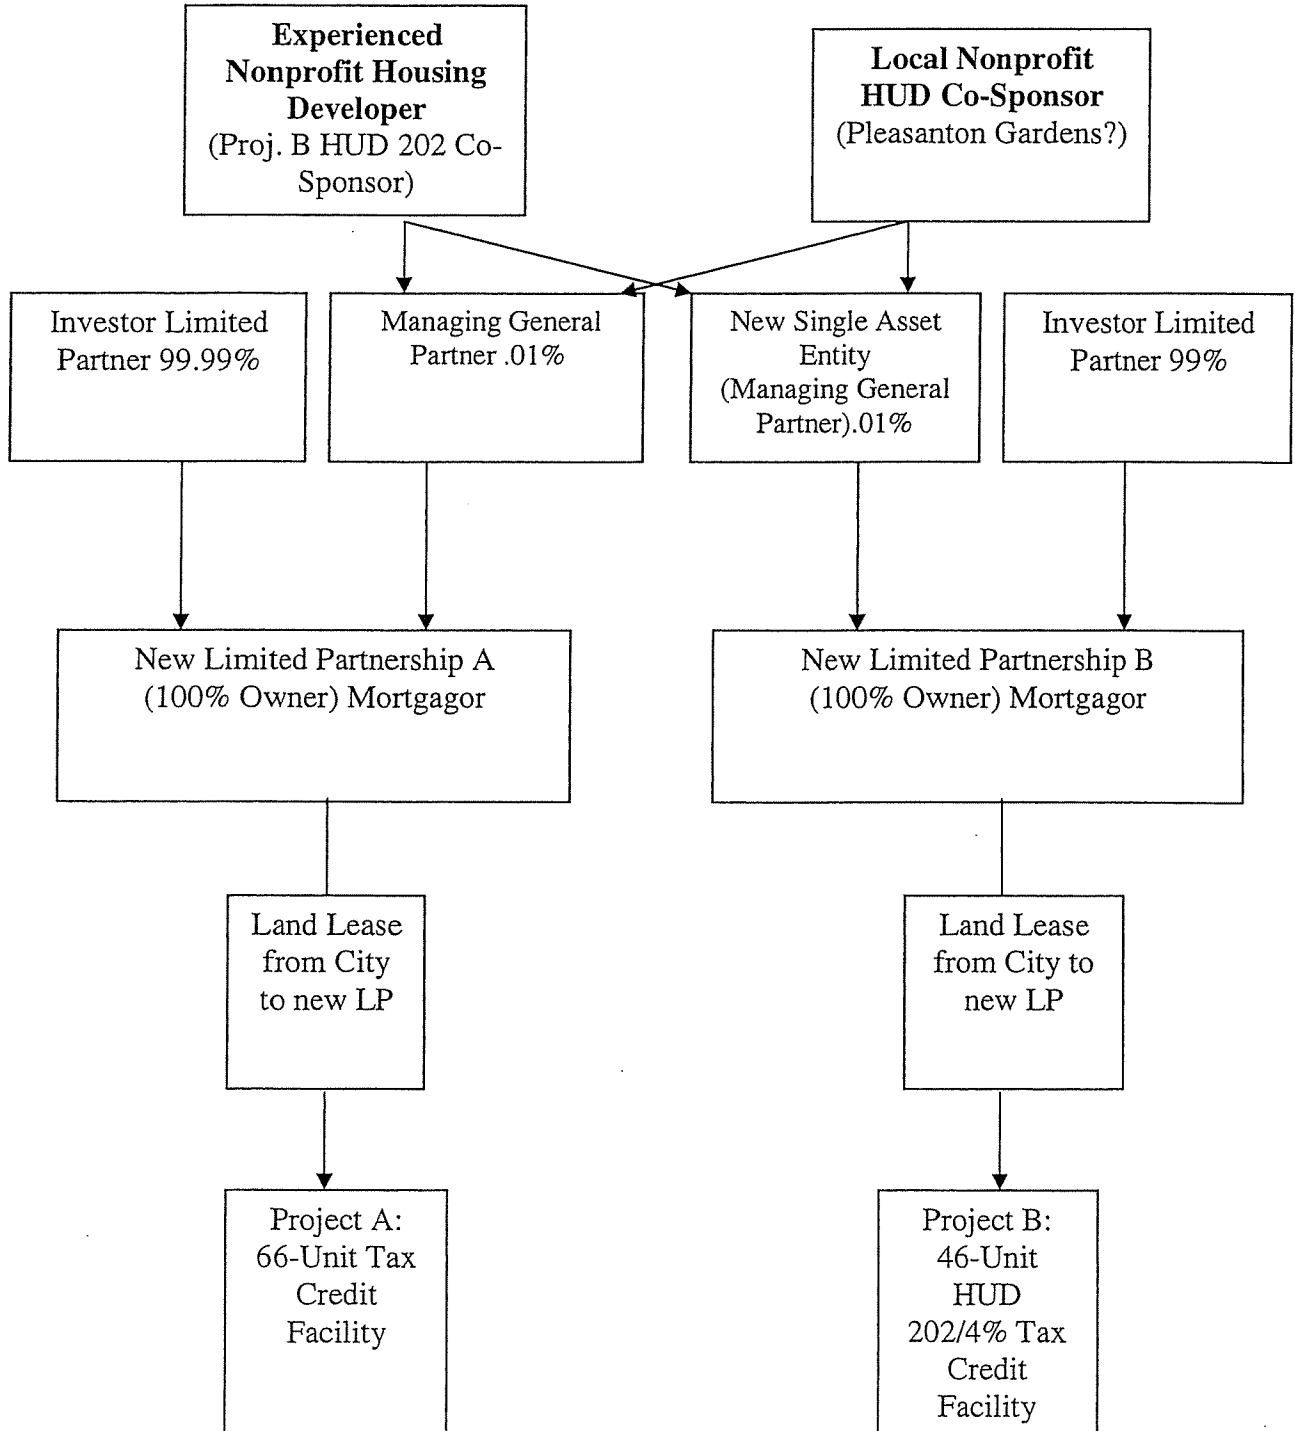 Experienced
Nonprofit Housing
Developer
(Proj. B HUD 202 Co-
Sponsor)
Local Nonprofit
HUD Co-Sponsor
(Pleasanton Gardens?)
Investor Limited
Partner 99.99%
Managing General
Partner .01%
New Single Asset
Entity
(Managing General
Partner).01%
Investor Limited
Partner 99%
New Limited Partnership A
(100% Owner) Mortgagor
New Limited Partnership B
(100% Owner) Mortgagor
Land Lease
from City
to new LP
Land Lease
from City to
new LP
Project A:
66-Unit Tax
Credit
Facility
Project B:
46-Unit
HUD
202/4% Tax
Credit
Facility